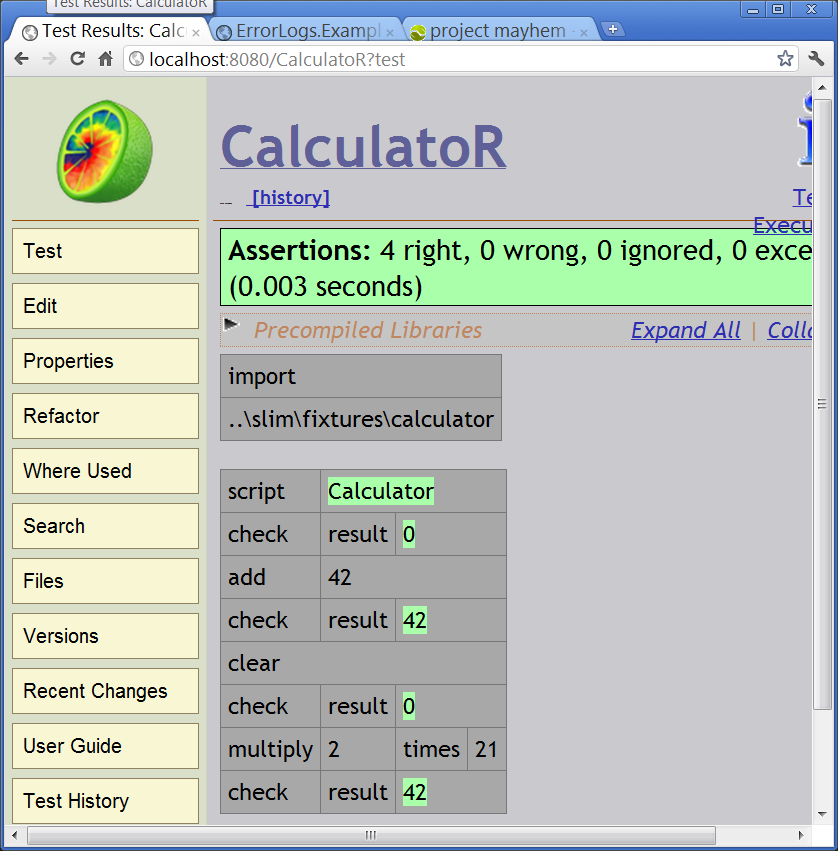 Test Results: CalculatoR
Test Results: Calc
ErrorLogs.Exampl
project mayhem -
localhost:8080/CalculatoR?test
CalculatoR
[history]
Te
Execu
Test
Edit
Properties
Refactor
Where Used
Search
Files
Versions
Recent Changes
User Guide
Test History
Assertions: 4 right, 0 wrong, 0 ignored, 0 exce
(0.003 seconds)
Precompiled Libraries Expand All | Colla
import
..\slim\fixtures\calculator
script Calculator
check result 0
add 42
check result 42
clear
check result 0
multiply 2 times 21
check result 42